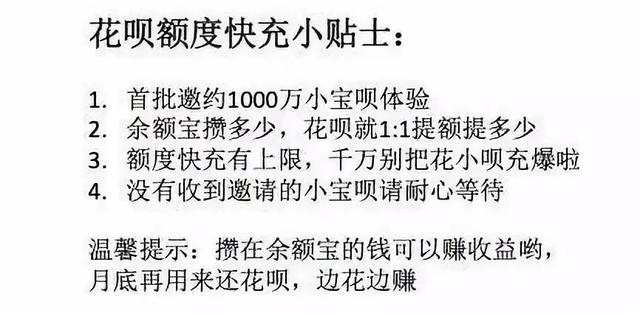 花呗额度快充小贴士：
1. 首批邀约1000万小宝呗体验
2. 余额宝攒多少，花呗就1:1提额提多少
3. 额度快充有上限，千万别把花小呗充爆啦
4. 没有收到邀请的小宝呗请耐心等待
温馨提示：攒在余额宝的钱可以赚收益哟，
月底再用来还花呗，边花边赚